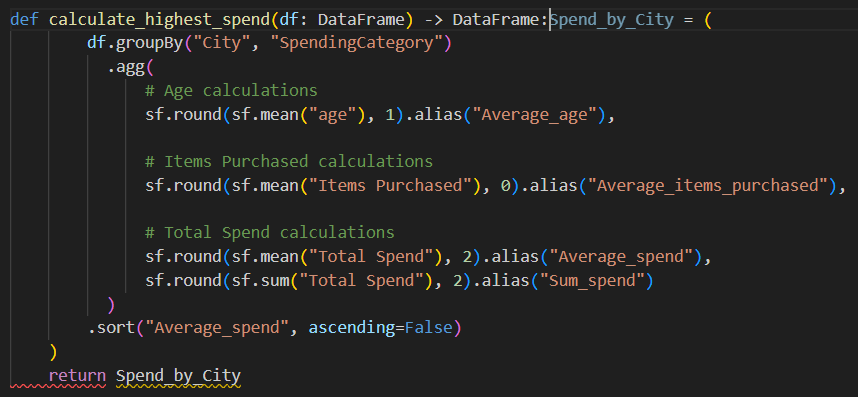 def calculate_highest_spend(df: DataFrame) -> DataFrame:Spend_by_City = (
df.groupBy("City", "SpendingCategory")
.agg(
# Age calculations
sf.round(sf.mean("age"), 1).alias("Average_age"),
# Items Purchased calculations
sf.round(sf.mean("Items Purchased"), 0).alias("Average_items_purchased"),
# Total Spend calculations
sf.round(sf.mean("Total Spend"), 2).alias("Average_spend"),
sf.round(sf.sum("Total Spend"), 2).alias("Sum_spend")
)
.sort("Average_spend", ascending=False)
)
return Spend_by_City